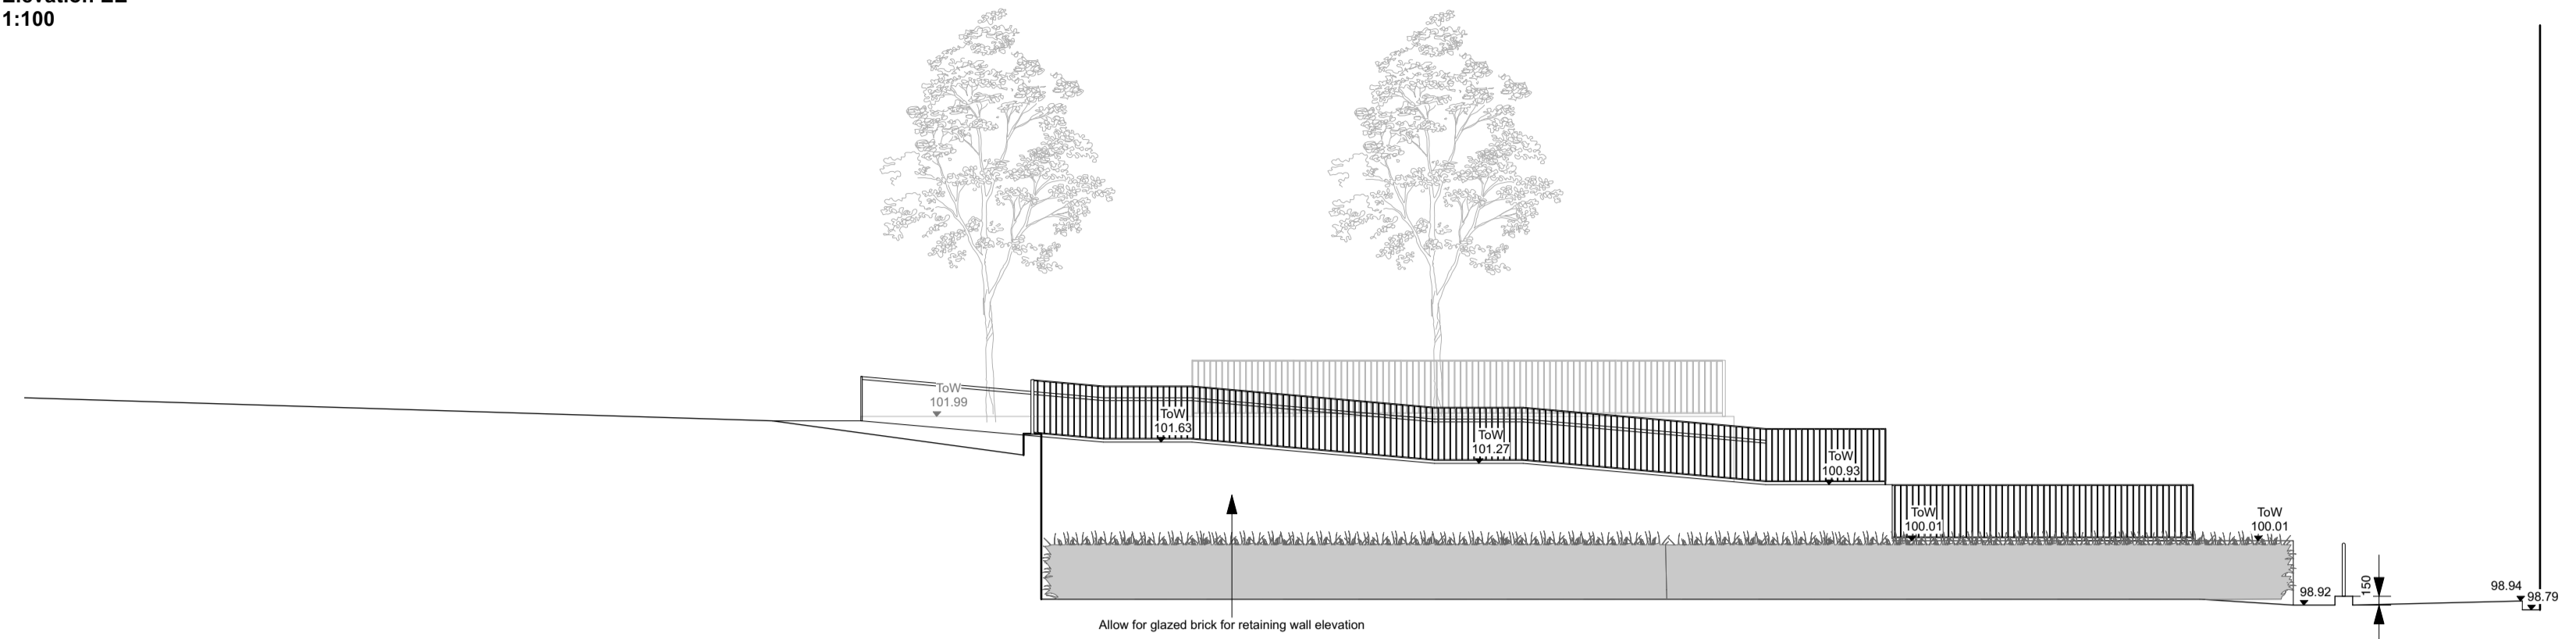 1:100
ToW
101.99
ToW
101.63
ToW
101.27
ToW
100.93
ToW
100.01
ToW
100.01
98.92
150
98.94
98.79
Allow for glazed brick for retaining wall elevation